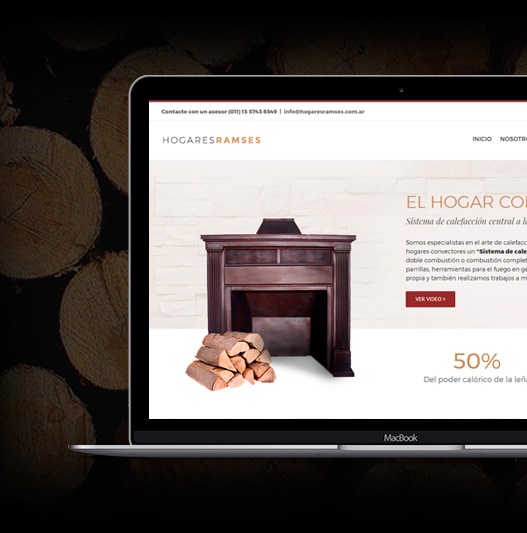 Contacte con un asesor (011) 15 5743 8549 | info@hogaresramses.com.ar
HOGARESRAMSES
INICIO NOSOTRO
EL HOGAR CO
Sistema de calefacción central a l
Somos especialistas en el arte de calefacc
hogares convectores un "Sistema de cale
doble combustión o combustión complet
parrillas, herramientas para el fuego en ge
propia y también realizamos trabajos a m
VER VIDEO >
50%
Del poder calórico de la leña
MacBook